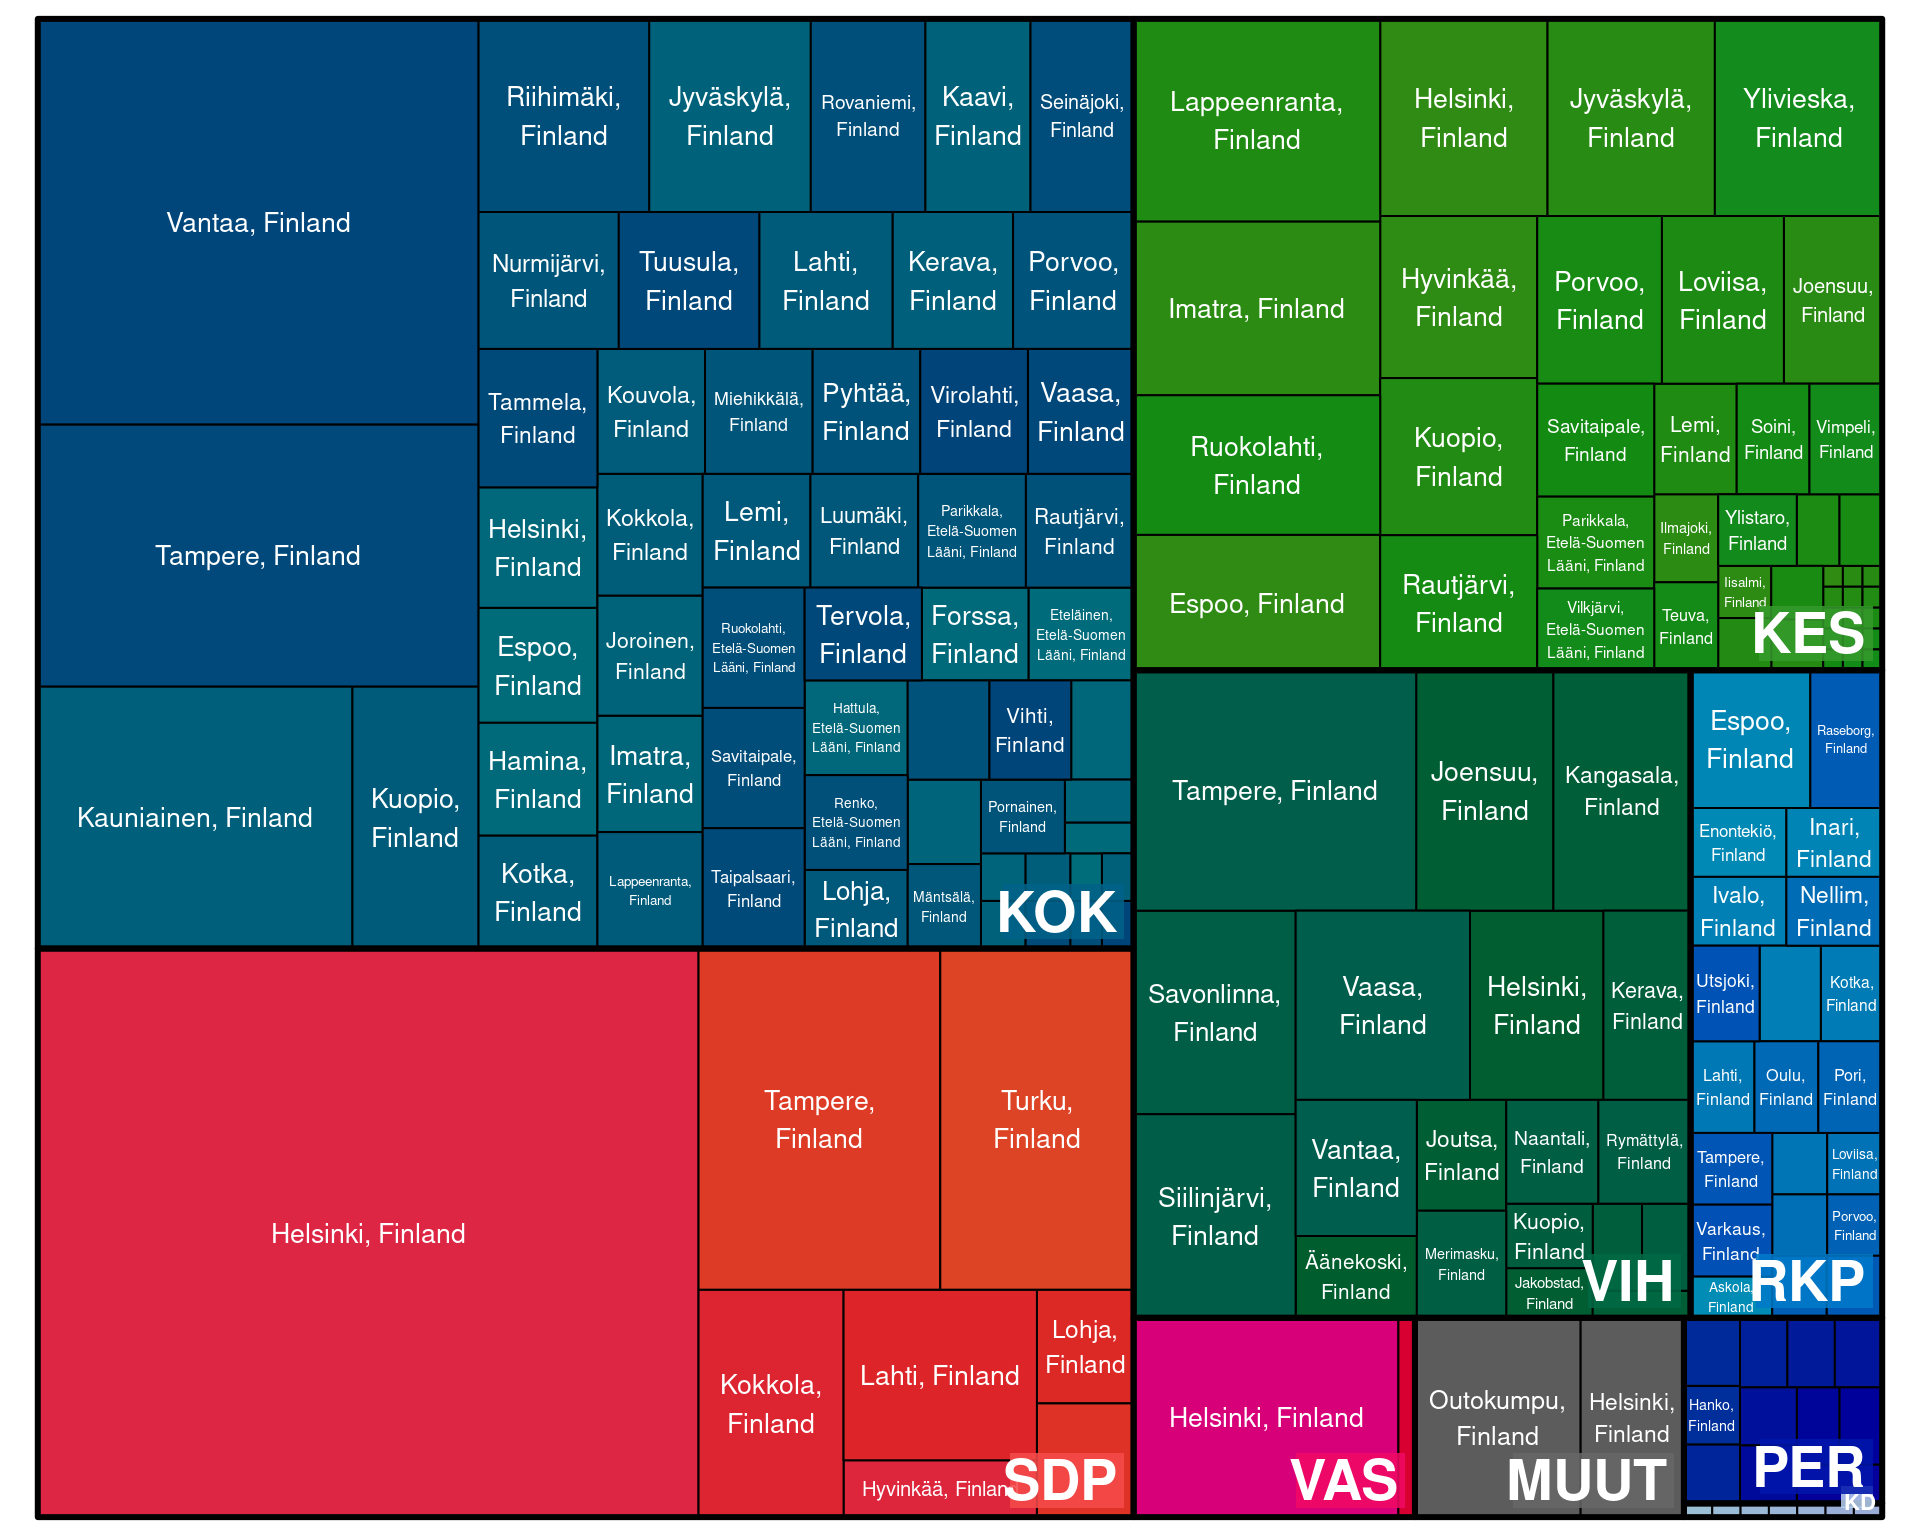 Vantaa, Finland
Tampere, Finland
Kauniainen, Finland
Kuopio,
Finland
Riihimäki,
Finland
Jyväskylä,
Finland
Rovaniemi,
Finland
Kaavi,
Finland
Seinäjoki,
Finland
Nurmijärvi,
Finland
Tuusula,
Finland
Lahti,
Finland
Kerava,
Finland
Porvoo,
Finland
Tammela,
Finland
Kouvola,
Finland
Miehikkälä,
Finland
Pyhtää,
Finland
Virolahti,
Finland
Vaasa,
Finland
Helsinki,
Finland
Espoo,
Finland
Hamina,
Finland
Kotka,
Finland
Kokkola,
Finland
Joroinen,
Finland
Imatra,
Finland
Lappeenranta,
Finland
Lemi,
Finland
Luumäki,
Finland
Parikkala,
Etelä-Suomen
Lääni, Finland
Rautjärvi,
Finland
Ruokolahti,
Etelä-Suomen
Lääni, Finland
Savitaipale,
Finland
Taipalsaari,
Finland
Tervola,
Finland
Forssa,
Finland
Eteläinen,
Etelä-Suomen
Lääni, Finland
Hattula,
Etelä-Suomen
Lääni, Finland
Renko,
Etelä-Suomen
Lääni, Finland
Lohja,
Finland
Vihti,
Finland
Pornainen,
Finland
Mäntsälä,
Finland
KOK
Lappeenranta,
Finland
Imatra, Finland
Ruokolahti,
Finland
Espoo, Finland
Helsinki,
Finland
Jyväskylä,
Finland
Ylivieska,
Finland
Hyvinkää,
Finland
Kuopio,
Finland
Rautjärvi,
Finland
Porvoo,
Finland
Loviisa,
Finland
Joensuu,
Finland
Savitaipale,
Finland
Parikkala,
Etelä-Suomen
Lääni, Finland
Vilkjärvi,
Etelä-Suomen
Lääni, Finland
Lemi,
Finland
Soini,
Finland
Vimpeli,
Finland
Ilmajoki,
Finland
Teuva,
Finland
Ylistaro,
Finland
Iisalmi,
Finland
KES
Helsinki, Finland
Tampere,
Finland
Turku,
Finland
Kokkola,
Finland
Lahti, Finland
Hyvinkää, Finland
Lohja,
Finland
SDP
Tampere, Finland
Joensuu,
Finland
Kangasala,
Finland
Savonlinna,
Finland
Siilinjärvi,
Finland
Vaasa,
Finland
Helsinki,
Finland
Kerava,
Finland
Vantaa,
Finland
Äänekoski,
Finland
Joutsa,
Finland
Merimasku,
Finland
Naantali,
Finland
Rymättylä,
Finland
Kuopio,
Finland
Jakobstad,
Finland
VIH
Espoo,
Finland
Raseborg,
Finland
Enontekiö,
Finland
Inari,
Finland
Ivalo,
Finland
Nellim,
Finland
Utsjoki,
Finland
Kotka,
Finland
Lahti,
Finland
Oulu,
Finland
Pori,
Finland
Tampere,
Finland
Varkaus,
Finland
Askola,
Finland
Loviisa,
Finland
Porvoo,
Finland
RKP
Helsinki, Finland
VAS
Outokumpu,
Finland
Helsinki,
Finland
MUUT
Hanko,
Finland
PER
KD